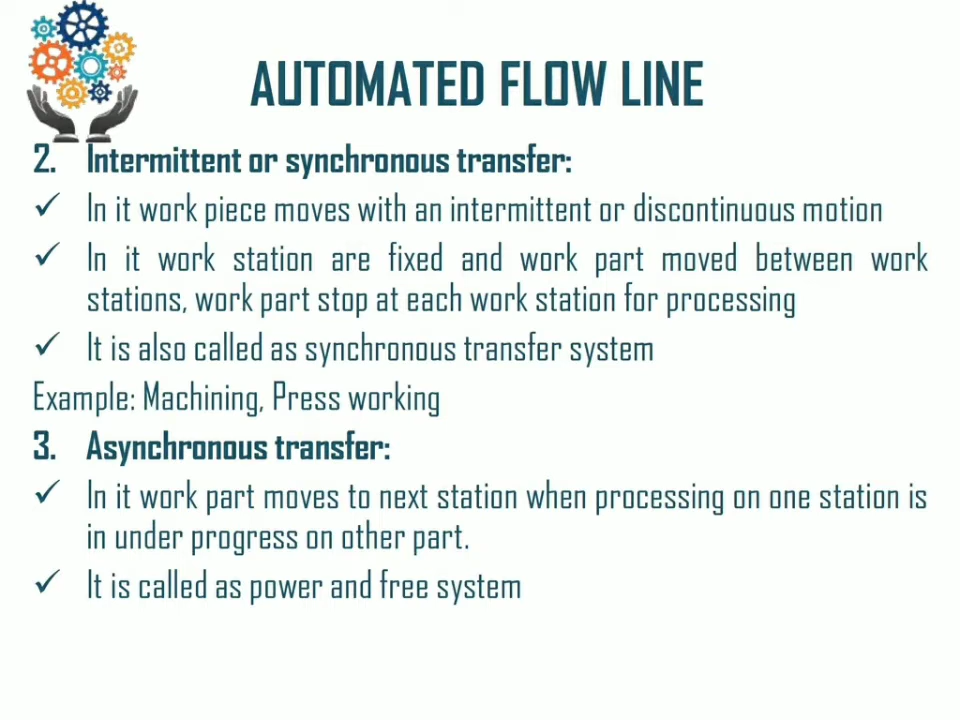 AUTOMATED FLOW LINE
2. Intermittent or synchronous transfer:
✓ In it work piece moves with an intermittent or discontinuous motion
✓ In it work station are fixed and work part moved between work
stations, work part stop at each work station for processing
✓ It is also called as synchronous transfer system
Example: Machining, Press working
3. Asynchronous transfer:
✓ In it work part moves to next station when processing on one station is
in under progress on other part.
✓ It is called as power and free system